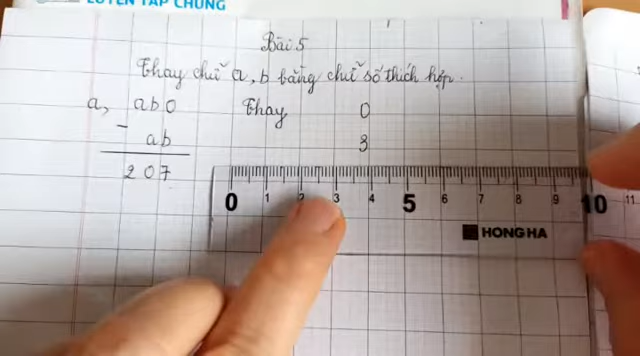 LUYỆN TẬP CHUNG
Bài 5
Thay chữ a, b bằng chữ số thích hợp.
a, ab0 Thay 0
- ab 3
207
0 1 2 3 4 5 6 7 8 9 10 11
HONG HA